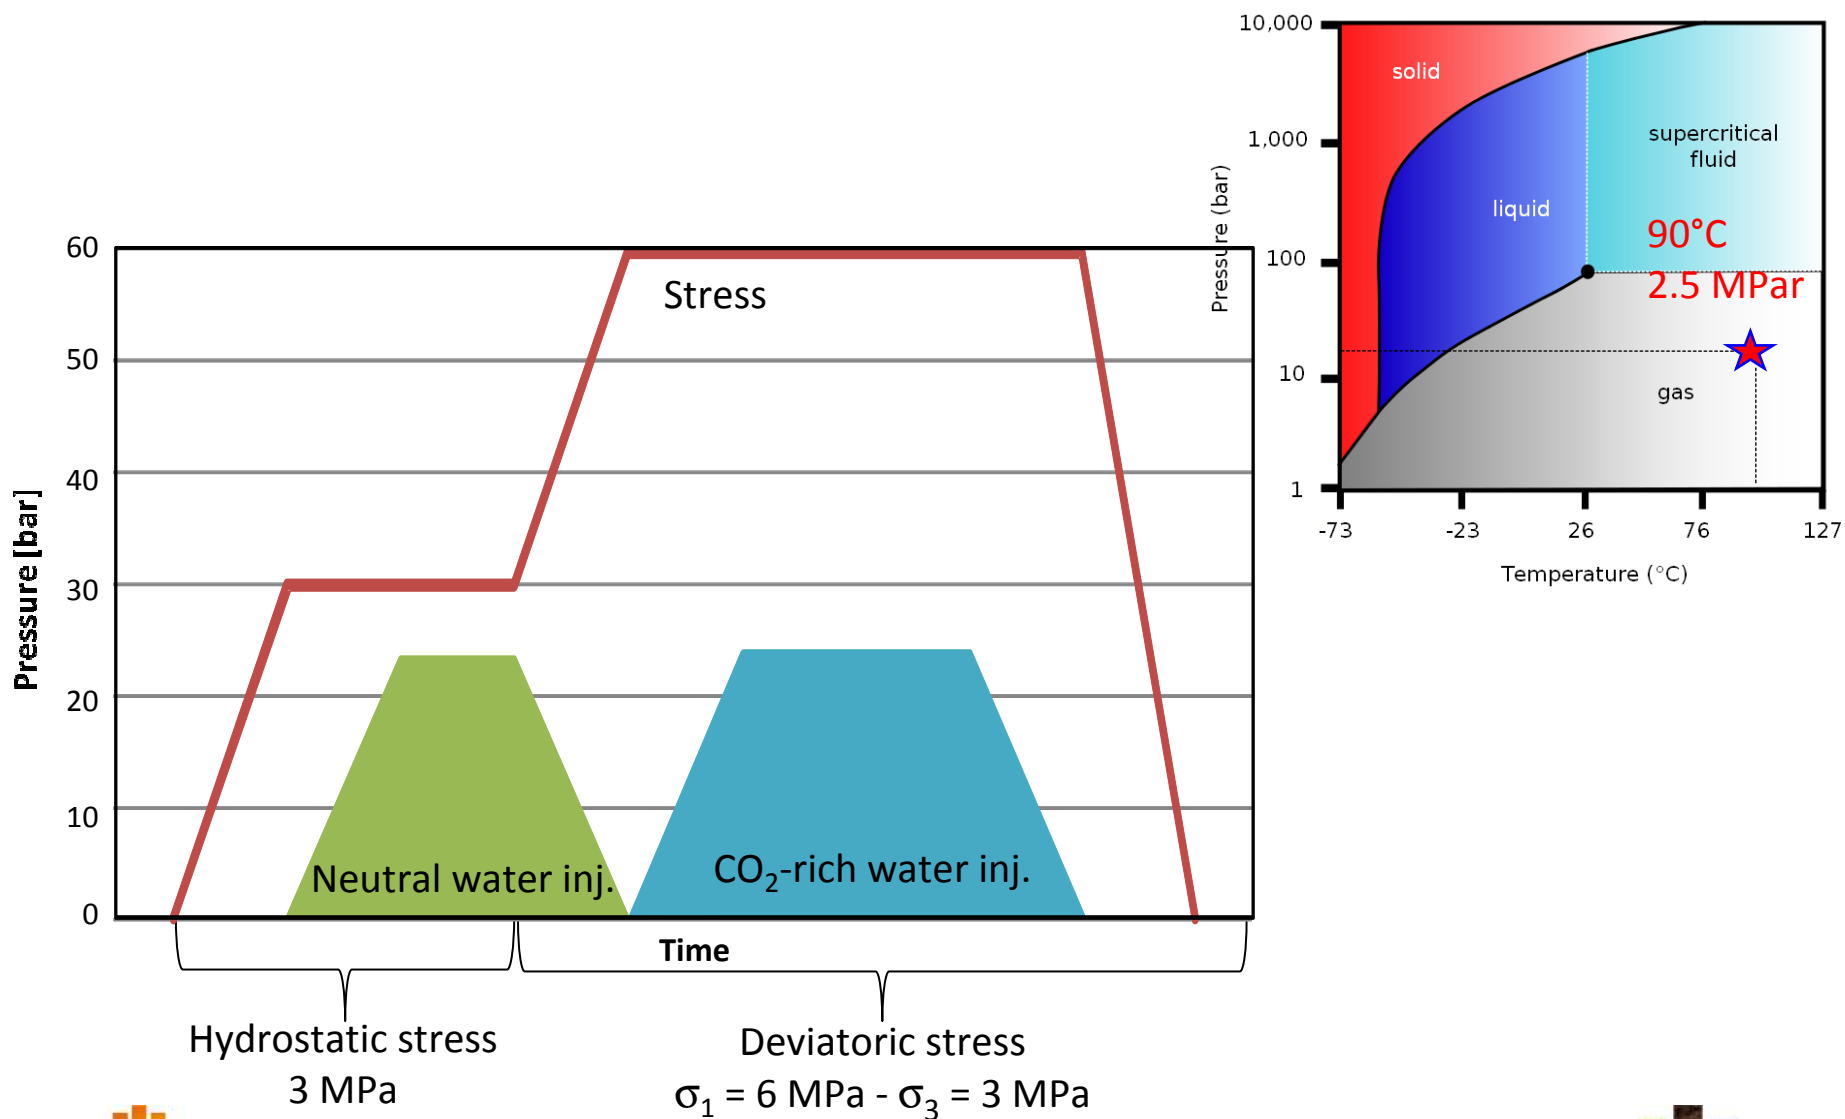 10,000
1,000
100
10
1
Pressure (bar)
solid
liquid
supercritical
fluid
gas
90°C
2.5 MPar
-73
-23
26
76
127
Temperature (°C)
60
50
40
30
20
10
0
Pressure [bar]
Stress
Neutral water inj.
CO₂-rich water inj.
Time
Hydrostatic stress
3 MPa
Deviatoric stress
σ₁ = 6 MPa - σ₃ = 3 MPa